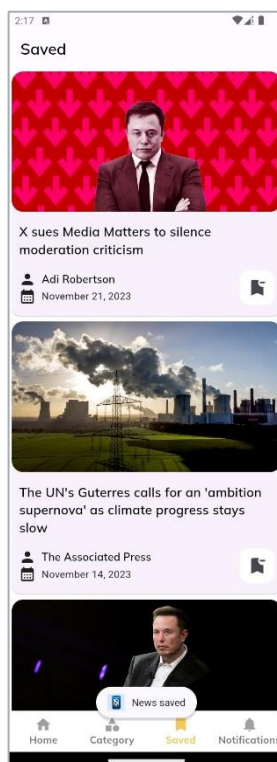 2:17
Saved
X sues Media Matters to silence
moderation criticism
Adi Robertson
November 21, 2023
The UN's Guterres calls for an 'ambition
supernova' as climate progress stays
slow
The Associated Press
November 14, 2023
News saved
Home Category Saved Notifications